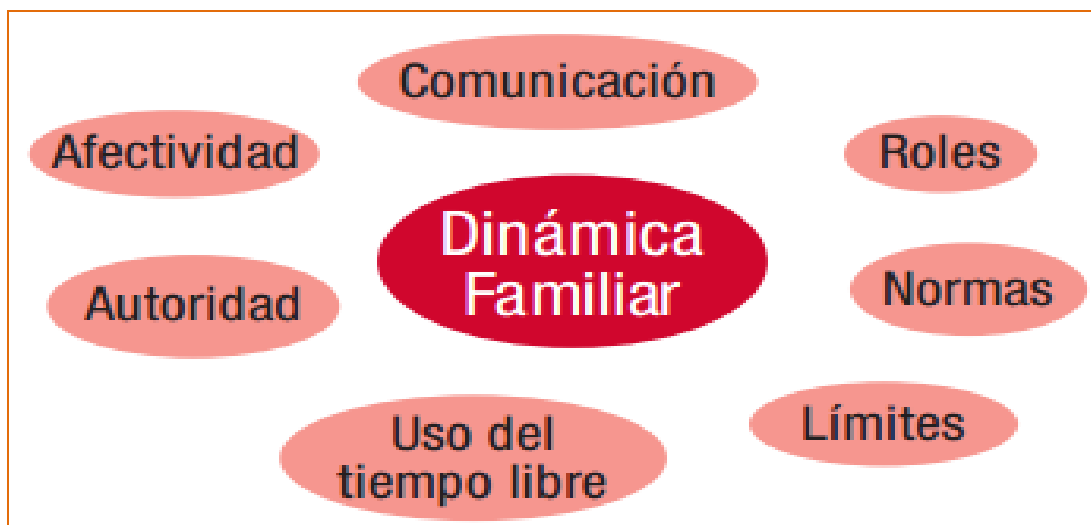 Comunicación
Afectividad
Roles
Dinámica
Familiar
Autoridad
Normas
Límites
Uso del
tiempo libre